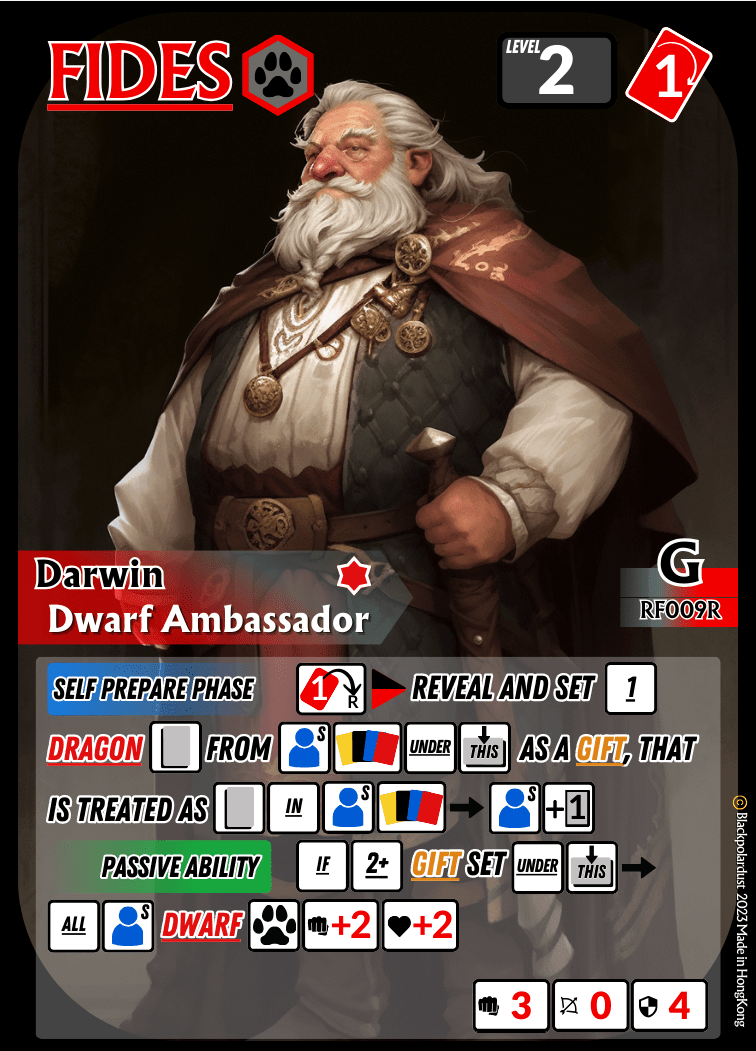 FIDES
LEVEL 2 1
Darwin
Dwarf Ambassador
G
RF009R
SELF PREPARE PHASE 1 R REVEAL AND SET 1
DRAGON FROM S UNDER THIS AS A GIFT, THAT
IS TREATED AS IN S S +1
PASSIVE ABILITY IF 2+ GIFT SET UNDER THIS
ALL S DWARF +2 +2
3 0 4
© Blackpolardust 2023 Made in HongKong